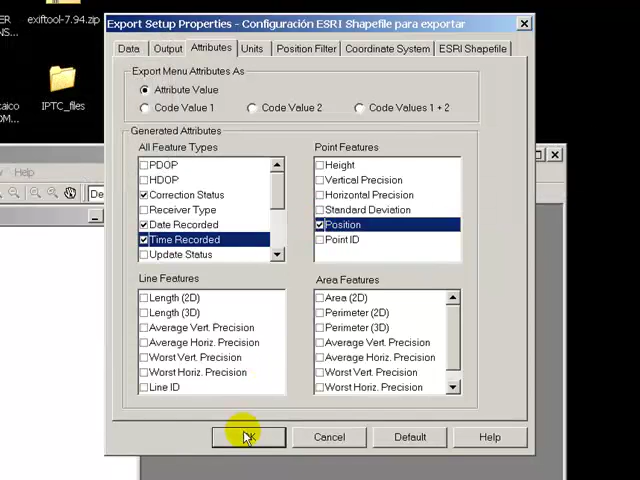 exiftool-7.94.zip
ER
NS...
caico
OM...
IPTC_files
Export Setup Properties - Configuración ESRI Shapefile para exportar
Data
Output
Attributes
Units
Position Filter
Coordinate System
ESRI Shapefile
Export Menu Attributes As
Attribute Value
Code Value 1
Code Value 2
Code Values 1 + 2
Generated Attributes
All Feature Types
PDOP
HDOP
Correction Status
Receiver Type
Date Recorded
Time Recorded
Update Status
Point Features
Height
Vertical Precision
Horizontal Precision
Standard Deviation
Position
Point ID
Line Features
Length (2D)
Length (3D)
Average Vert. Precision
Average Horiz. Precision
Worst Vert. Precision
Worst Horiz. Precision
Line ID
Area Features
Area (2D)
Perimeter (2D)
Perimeter (3D)
Average Vert. Precision
Average Horiz. Precision
Worst Vert. Precision
Worst Horiz. Precision
Cancel
Default
Help
Help
De